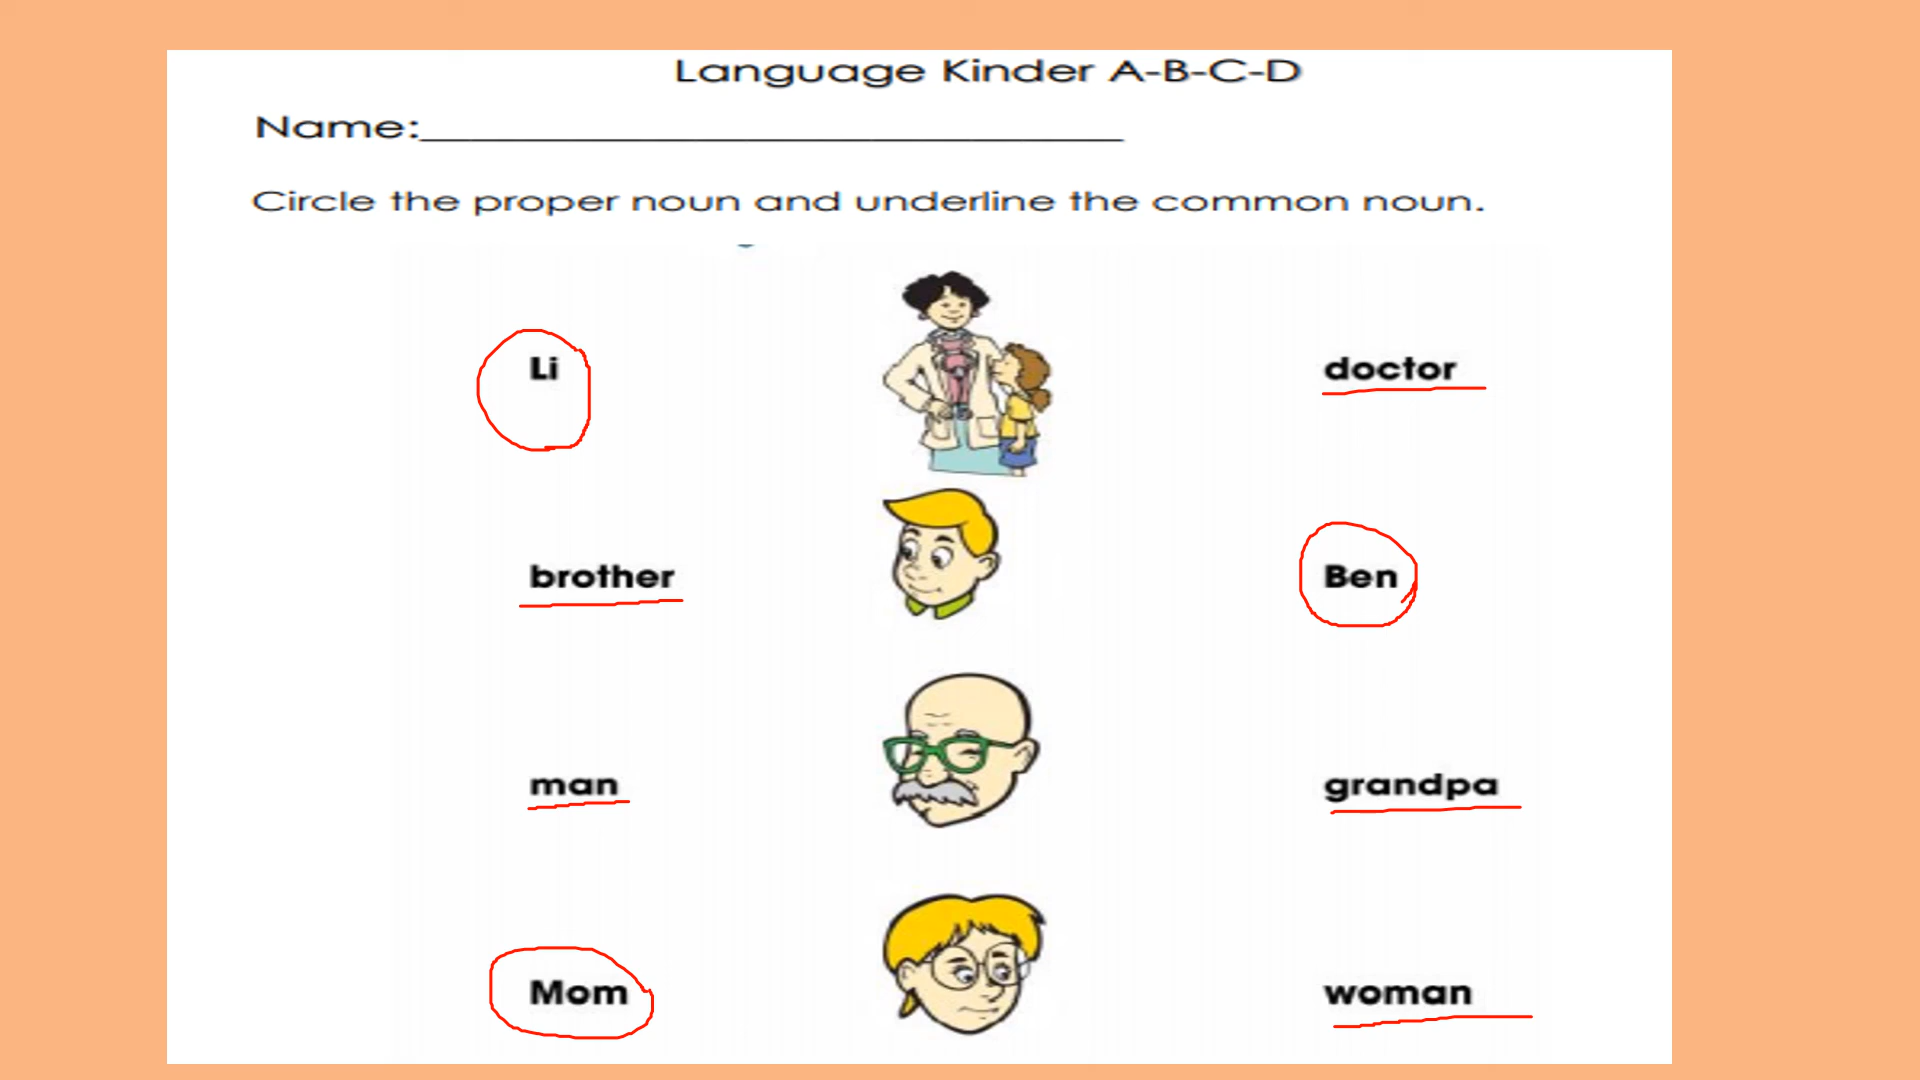 Language Kinder A-B-C-D
Name:______________________________
Circle the proper noun and underline the common noun.
Li doctor
brother Ben
man grandpa
Mom woman